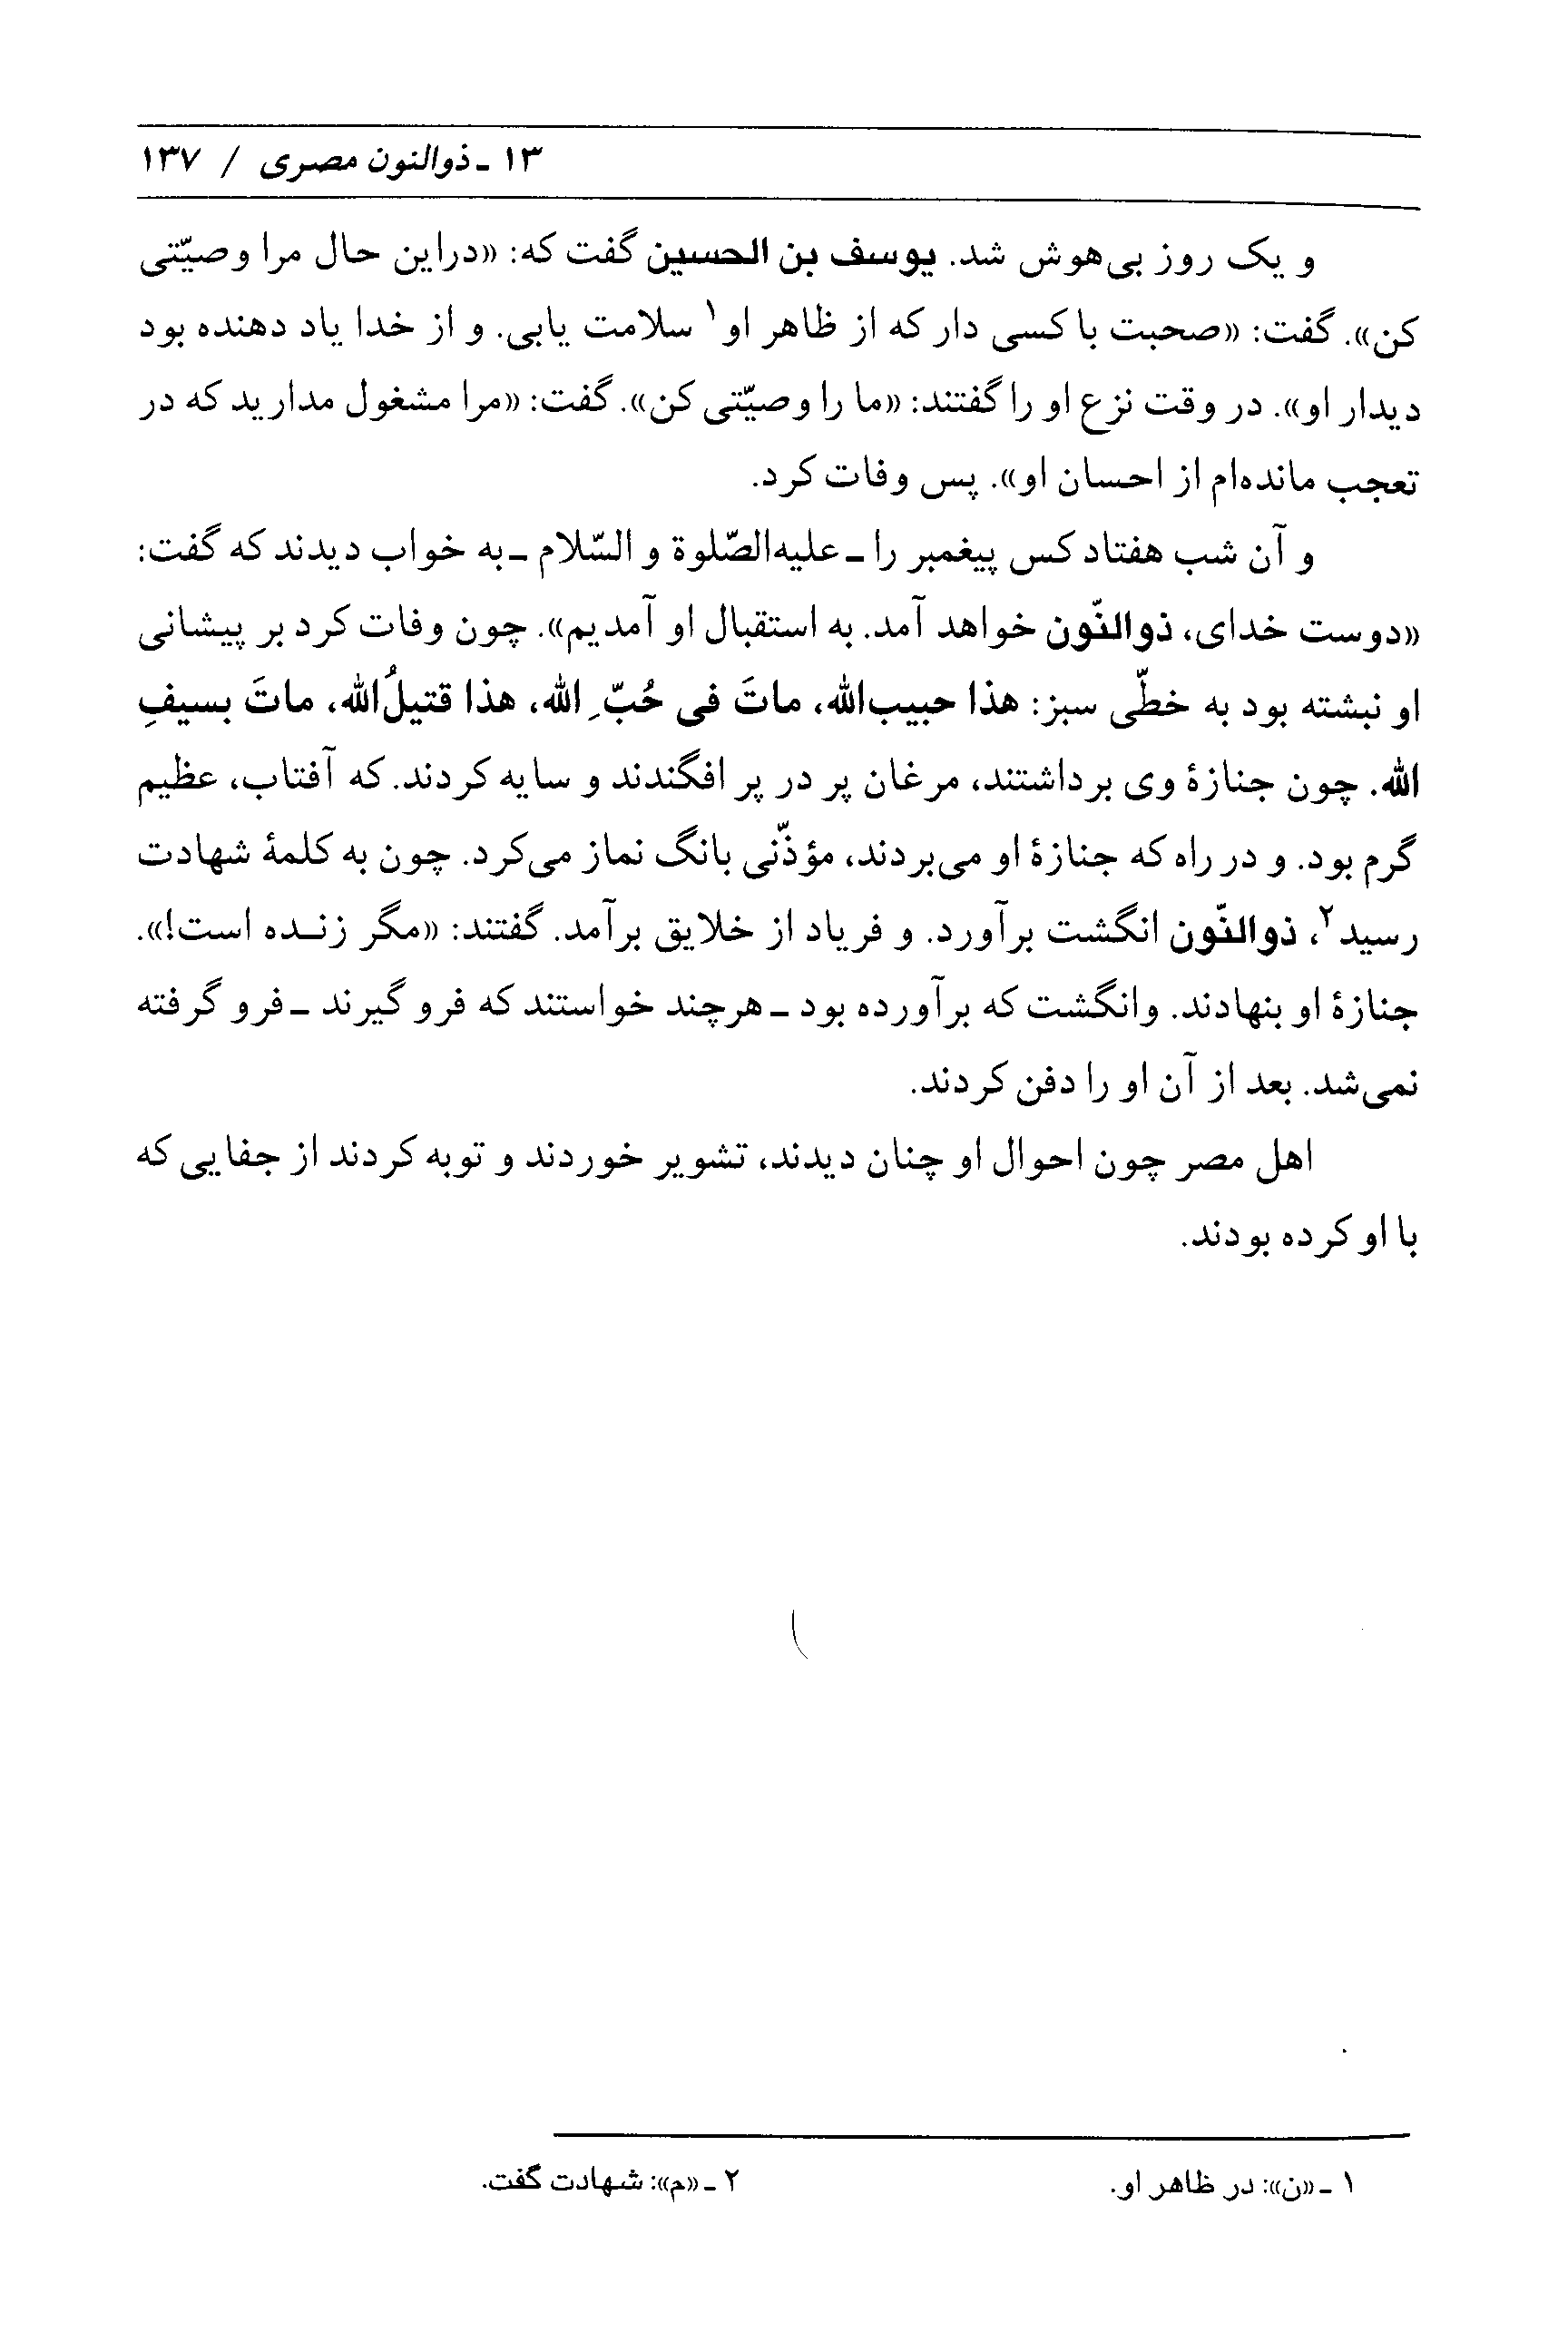 ۱۳ ـ ذوالنون مصری / ۱۳۷
و یک روز بی‌هوش شد. یوسف بن الحسین گفت که: «دراین حال مرا وصیّتی
کن». گفت: «صحبت با کسی دار که از ظاهر او۱ سلامت یابی. و از خدا یاد دهنده بود
دیدار او». در وقت نزع او را گفتند: «ما را وصیّتی کن». گفت: «مرا مشغول مدارید که در
تعجب مانده‌ام از احسان او». پس وفات کرد.
و آن شب هفتاد کس پیغمبر را ـ علیه‌الصّلوة و السّلام ـ به خواب دیدند که گفت:
«دوست خدای، ذوالنّون خواهد آمد. به استقبال او آمدیم». چون وفات کرد بر پیشانی
او نبشته بود به خطّی سبز: هذا حبیب‌الله، ماتَ فی حُبّ ِ الله، هذا قتیلُ‌الله، ماتَ بسیفِ
الله. چون جنازهٔ وی برداشتند، مرغان پر در پر افگندند و سایه کردند. که آفتاب، عظیم
گرم بود. و در راه که جنازهٔ او می‌بردند، مؤذّنی بانگ نماز می‌کرد. چون به کلمهٔ شهادت
رسید۲، ذوالنّون انگشت برآورد. و فریاد از خلایق برآمد. گفتند: «مگر زنـده است!».
جنازهٔ او بنهادند. وانگشت که برآورده بود ـ هرچند خواستند که فرو گیرند ـ فرو گرفته
نمی‌شد. بعد از آن او را دفن کردند.
اهل مصر چون احوال او چنان دیدند، تشویر خوردند و توبه کردند از جفایی که
با او کرده بودند.
۱ ـ «ن»: در ظاهر او. ۲ ـ «م»: شهادت گفت.